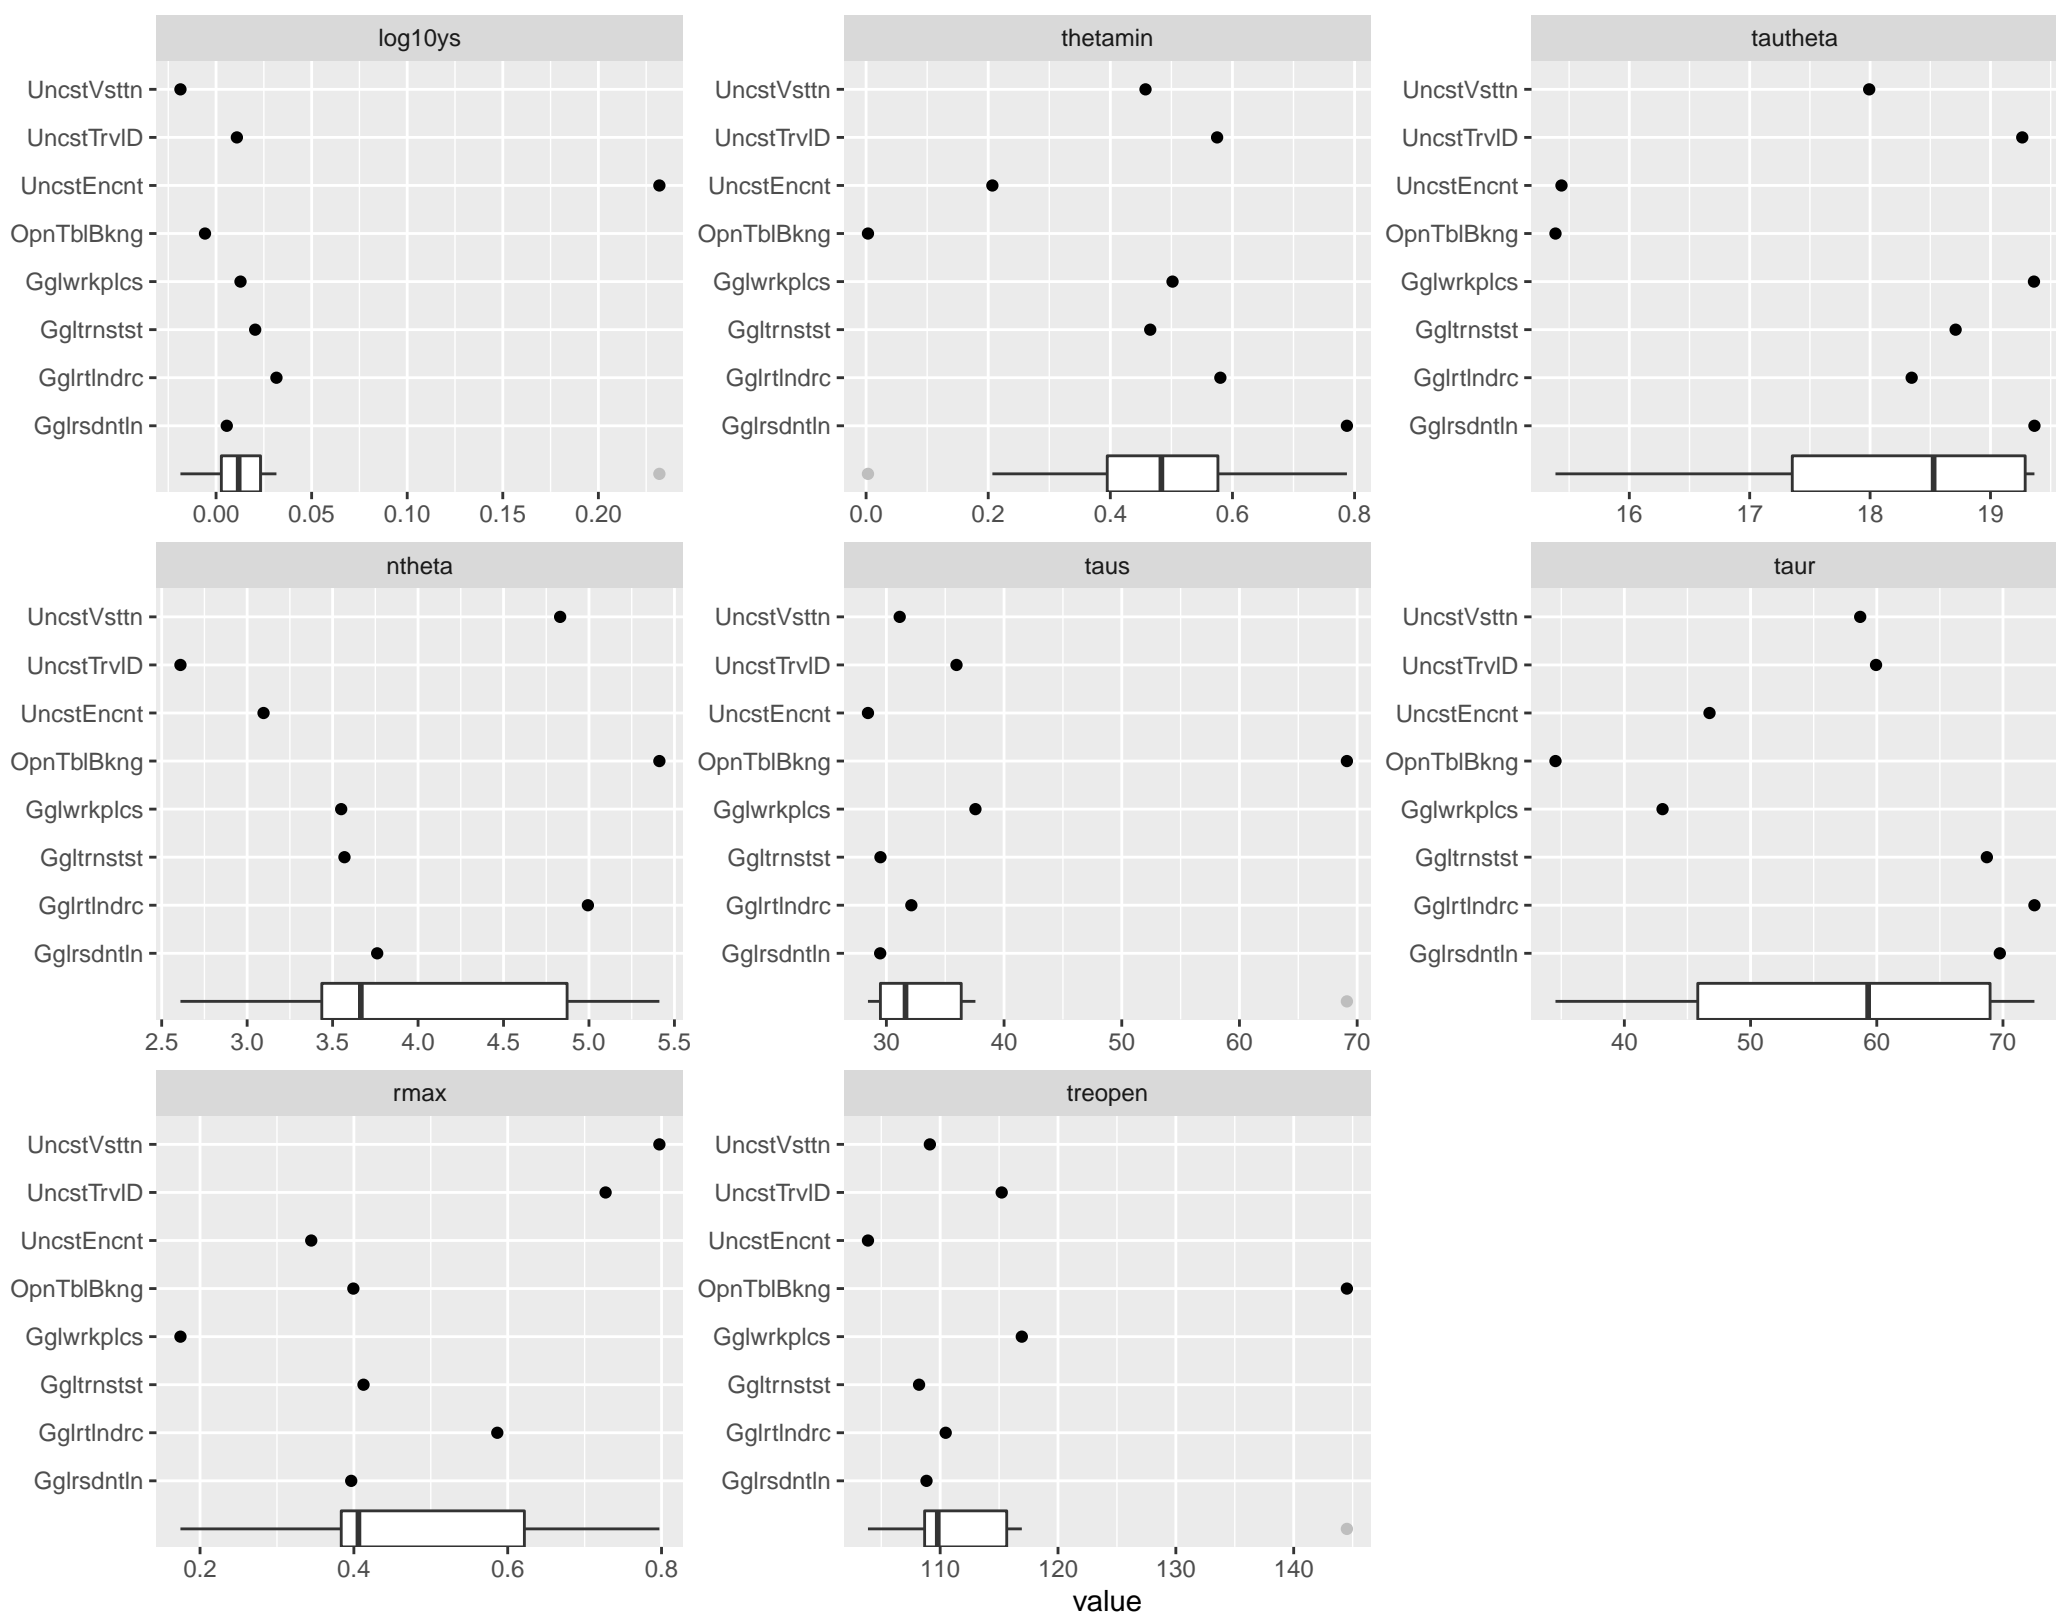 log10ys
thetamin
tautheta
UncstVsttn
UncstTrvlD
UncstEncnt
OpnTblBkng
Gglwrkplcs
Ggltrnstst
Gglrtlndrc
Gglrsdntln
0.00 0.05 0.10 0.15 0.20
UncstVsttn
UncstTrvlD
UncstEncnt
OpnTblBkng
Gglwrkplcs
Ggltrnstst
Gglrtlndrc
Gglrsdntln
0.0 0.2 0.4 0.6 0.8
UncstVsttn
UncstTrvlD
UncstEncnt
OpnTblBkng
Gglwrkplcs
Ggltrnstst
Gglrtlndrc
Gglrsdntln
16 17 18 19
ntheta
taus
taur
UncstVsttn
UncstTrvlD
UncstEncnt
OpnTblBkng
Gglwrkplcs
Ggltrnstst
Gglrtlndrc
Gglrsdntln
2.5 3.0 3.5 4.0 4.5 5.0 5.5
UncstVsttn
UncstTrvlD
UncstEncnt
OpnTblBkng
Gglwrkplcs
Ggltrnstst
Gglrtlndrc
Gglrsdntln
30 40 50 60 70
UncstVsttn
UncstTrvlD
UncstEncnt
OpnTblBkng
Gglwrkplcs
Ggltrnstst
Gglrtlndrc
Gglrsdntln
40 50 60 70
rmax
treopen
UncstVsttn
UncstTrvlD
UncstEncnt
OpnTblBkng
Gglwrkplcs
Ggltrnstst
Gglrtlndrc
Gglrsdntln
0.2 0.4 0.6 0.8
UncstVsttn
UncstTrvlD
UncstEncnt
OpnTblBkng
Gglwrkplcs
Ggltrnstst
Gglrtlndrc
Gglrsdntln
110 120 130 140
value